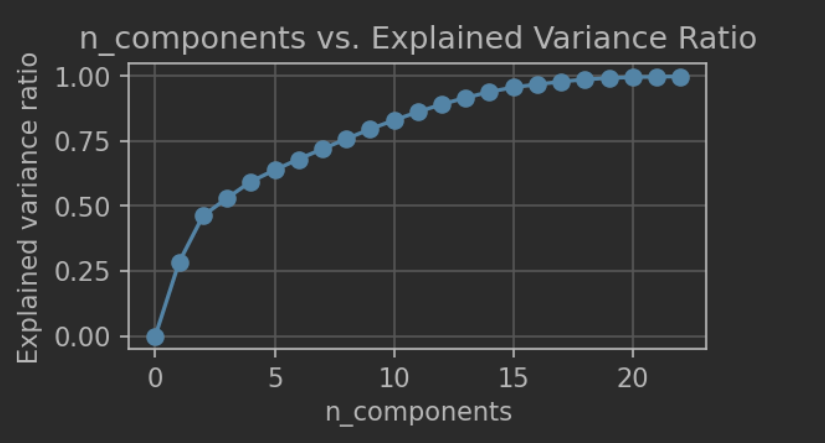 n_components vs. Explained Variance Ratio
Explained variance ratio
1.00
0.75
0.50
0.25
0.00
0 5 10 15 20
n_components